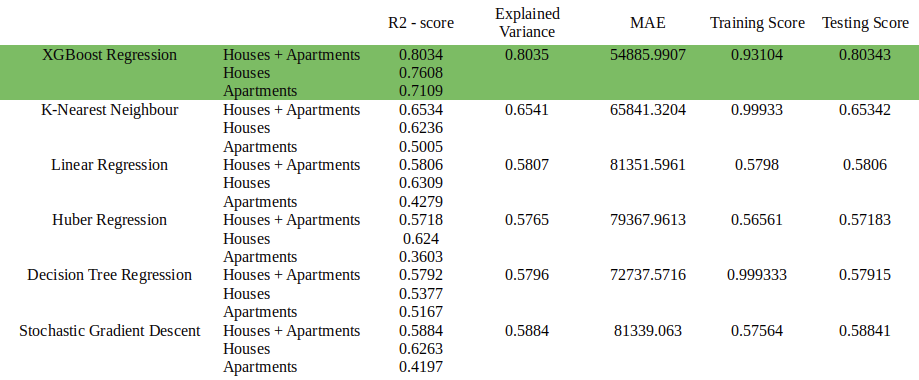 R2 - score Explained Variance MAE Training Score Testing Score
XGBoost Regression Houses + Apartments 0.8034 0.8035 54885.9907 0.93104 0.80343
Houses 0.7608
Apartments 0.7109
K-Nearest Neighbour Houses + Apartments 0.6534 0.6541 65841.3204 0.99933 0.65342
Houses 0.6236
Apartments 0.5005
Linear Regression Houses + Apartments 0.5806 0.5807 81351.5961 0.5798 0.5806
Houses 0.6309
Apartments 0.4279
Huber Regression Houses + Apartments 0.5718 0.5765 79367.9613 0.56561 0.57183
Houses 0.624
Apartments 0.3603
Decision Tree Regression Houses + Apartments 0.5792 0.5796 72737.5716 0.999333 0.57915
Houses 0.5377
Apartments 0.5167
Stochastic Gradient Descent Houses + Apartments 0.5884 0.5884 81339.063 0.57564 0.58841
Houses 0.6263
Apartments 0.4197